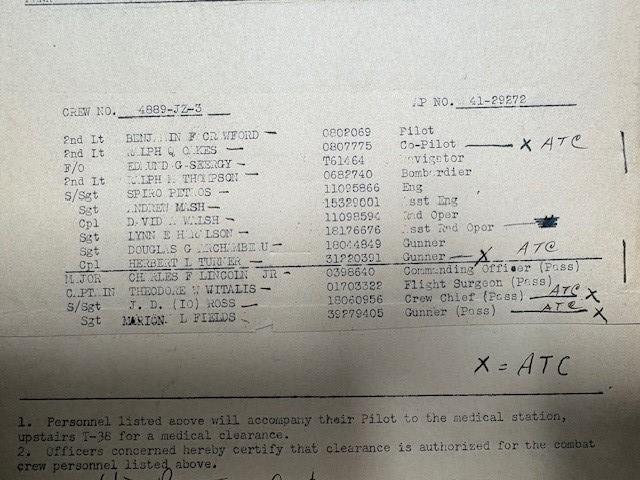 CREW NO. 4889-JZ-3 AP NO. 41-29272
2nd Lt BENJAMIN F CRAWFORD 0802069 Pilot
2nd Lt RALPH Q OAKES 0807775 Co-Pilot X ATC
F/O EDMUND G SEERGY T61464 Navigator
2nd Lt RALPH THOMPSON 0682740 Bombardier
S/Sgt SPIRO PETROS 11095866 Eng
Sgt ANDREW MASH 15329001 Asst Eng
Cpl DAVID A WALSH 11098594 Rad Oper
Sgt LYNN E HARALSON 18176676 Asst Rad Oper
Sgt DOUGLAS G ARCHAMBEAU 18044849 Gunner
Cpl HERBERT L TURNER 31220391 Gunner X ATC
MAJOR CHARLES F LINCOLN JR 0398640 Commanding Officer (Pass)
CAPTAIN THEODORE W WITALIS 01703322 Flight Surgeon (Pass)
S/Sgt J. D. (IO) ROSS 18060956 Crew Chief (Pass) ATC X
Sgt MARION L FIELDS 39279405 Gunner (Pass) ATC X
X = ATC
1. Personnel listed above will accompany their Pilot to the medical station,
upstairs T-36 for a medical clearance.
2. Officers concerned hereby certify that clearance is authorized for the combat
crew personnel listed above.